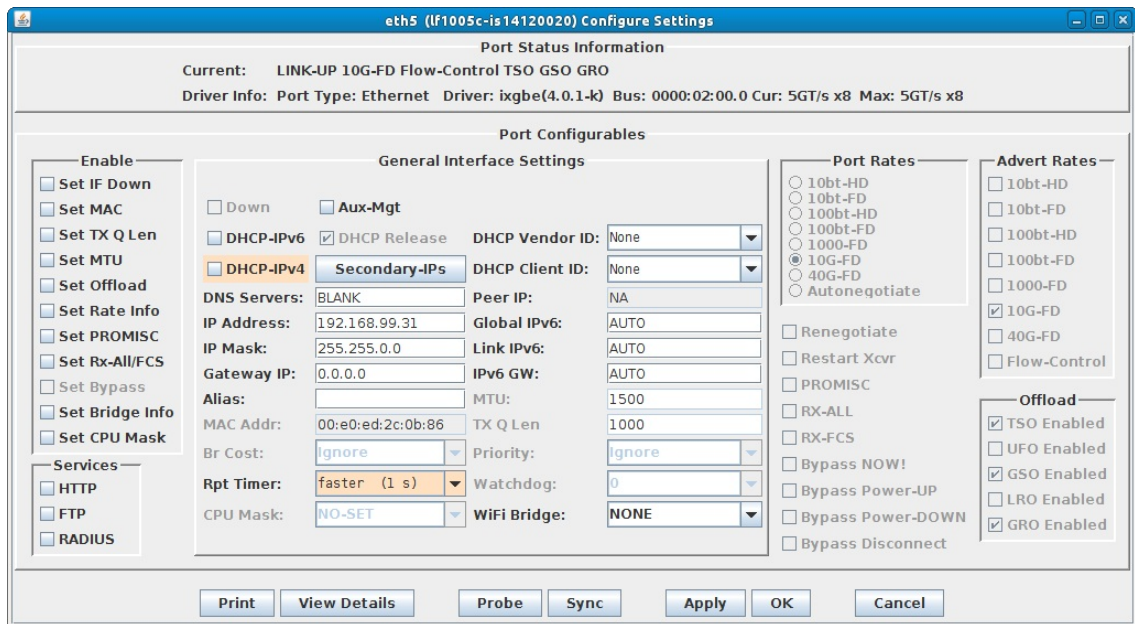 eth5 (lf1005c-is14120020) Configure Settings
Port Status Information
Current: LINK-UP 10G-FD Flow-Control TSO GSO GRO
Driver Info: Port Type: Ethernet Driver: ixgbe(4.0.1-k) Bus: 0000:02:00.0 Cur: 5GT/s x8 Max: 5GT/s x8
Port Configurables
Enable
Set IF Down
Set MAC
Set TX Q Len
Set MTU
Set Offload
Set Rate Info
Set PROMISC
Set Rx-All/FCS
Set Bypass
Set Bridge Info
Set CPU Mask
Services
HTTP
FTP
RADIUS
General Interface Settings
Down Aux-Mgt
DHCP-IPv6 DHCP Release DHCP Vendor ID: None
DHCP-IPv4 Secondary-IPs DHCP Client ID: None
DNS Servers: BLANK Peer IP: NA
IP Address: 192.168.99.31 Global IPv6: AUTO
IP Mask: 255.255.0.0 Link IPv6: AUTO
Gateway IP: 0.0.0.0 IPv6 GW: AUTO
Alias: MTU: 1500
MAC Addr: 00:e0:ed:2c:0b:86 TX Q Len 1000
Br Cost: Ignore Priority: Ignore
Rpt Timer: faster (1 s) Watchdog: 0
CPU Mask: NO-SET WiFi Bridge: NONE
Port Rates
10bt-HD
10bt-FD
100bt-HD
100bt-FD
1000-FD
10G-FD
40G-FD
Autonegotiate
Renegotiate
Restart Xcvr
PROMISC
RX-ALL
RX-FCS
Bypass NOW!
Bypass Power-UP
Bypass Power-DOWN
Bypass Disconnect
Advert Rates
10bt-HD
10bt-FD
100bt-HD
100bt-FD
1000-FD
10G-FD
40G-FD
Flow-Control
Offload
TSO Enabled
UFO Enabled
GSO Enabled
LRO Enabled
GRO Enabled
Print View Details Probe Sync Apply OK Cancel